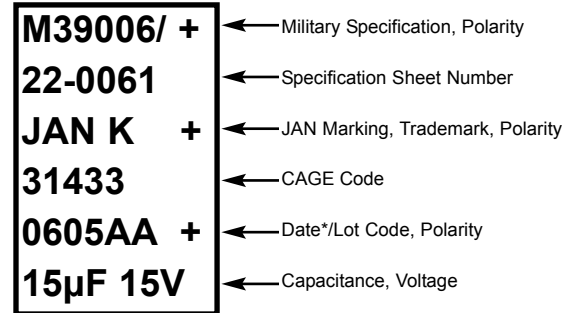 M39006/ + Military Specification, Polarity
22-0061 Specification Sheet Number
JAN K + JAN Marking, Trademark, Polarity
31433 CAGE Code
0605AA + Date*/Lot Code, Polarity
15µF 15V Capacitance, Voltage